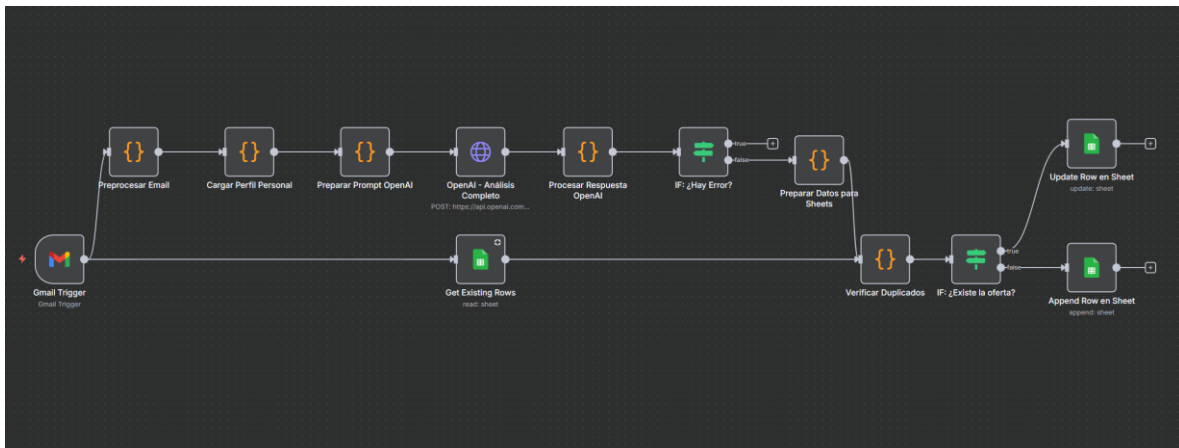 Preprocesar Email
Cargar Perfil Personal
Preparar Prompt OpenAI
OpenAI - Análisis
Completo
POST: https://api.openai.com...
Procesar Respuesta
OpenAI
true
false
IF: ¿Hay Error?
Preparar Datos para
Sheets
Update Row en Sheet
update: sheet
Gmail Trigger
Gmail Trigger
Get Existing Rows
read: sheet
Verificar Duplicados
true
false
IF: ¿Existe la oferta?
Append Row en Sheet
append: sheet